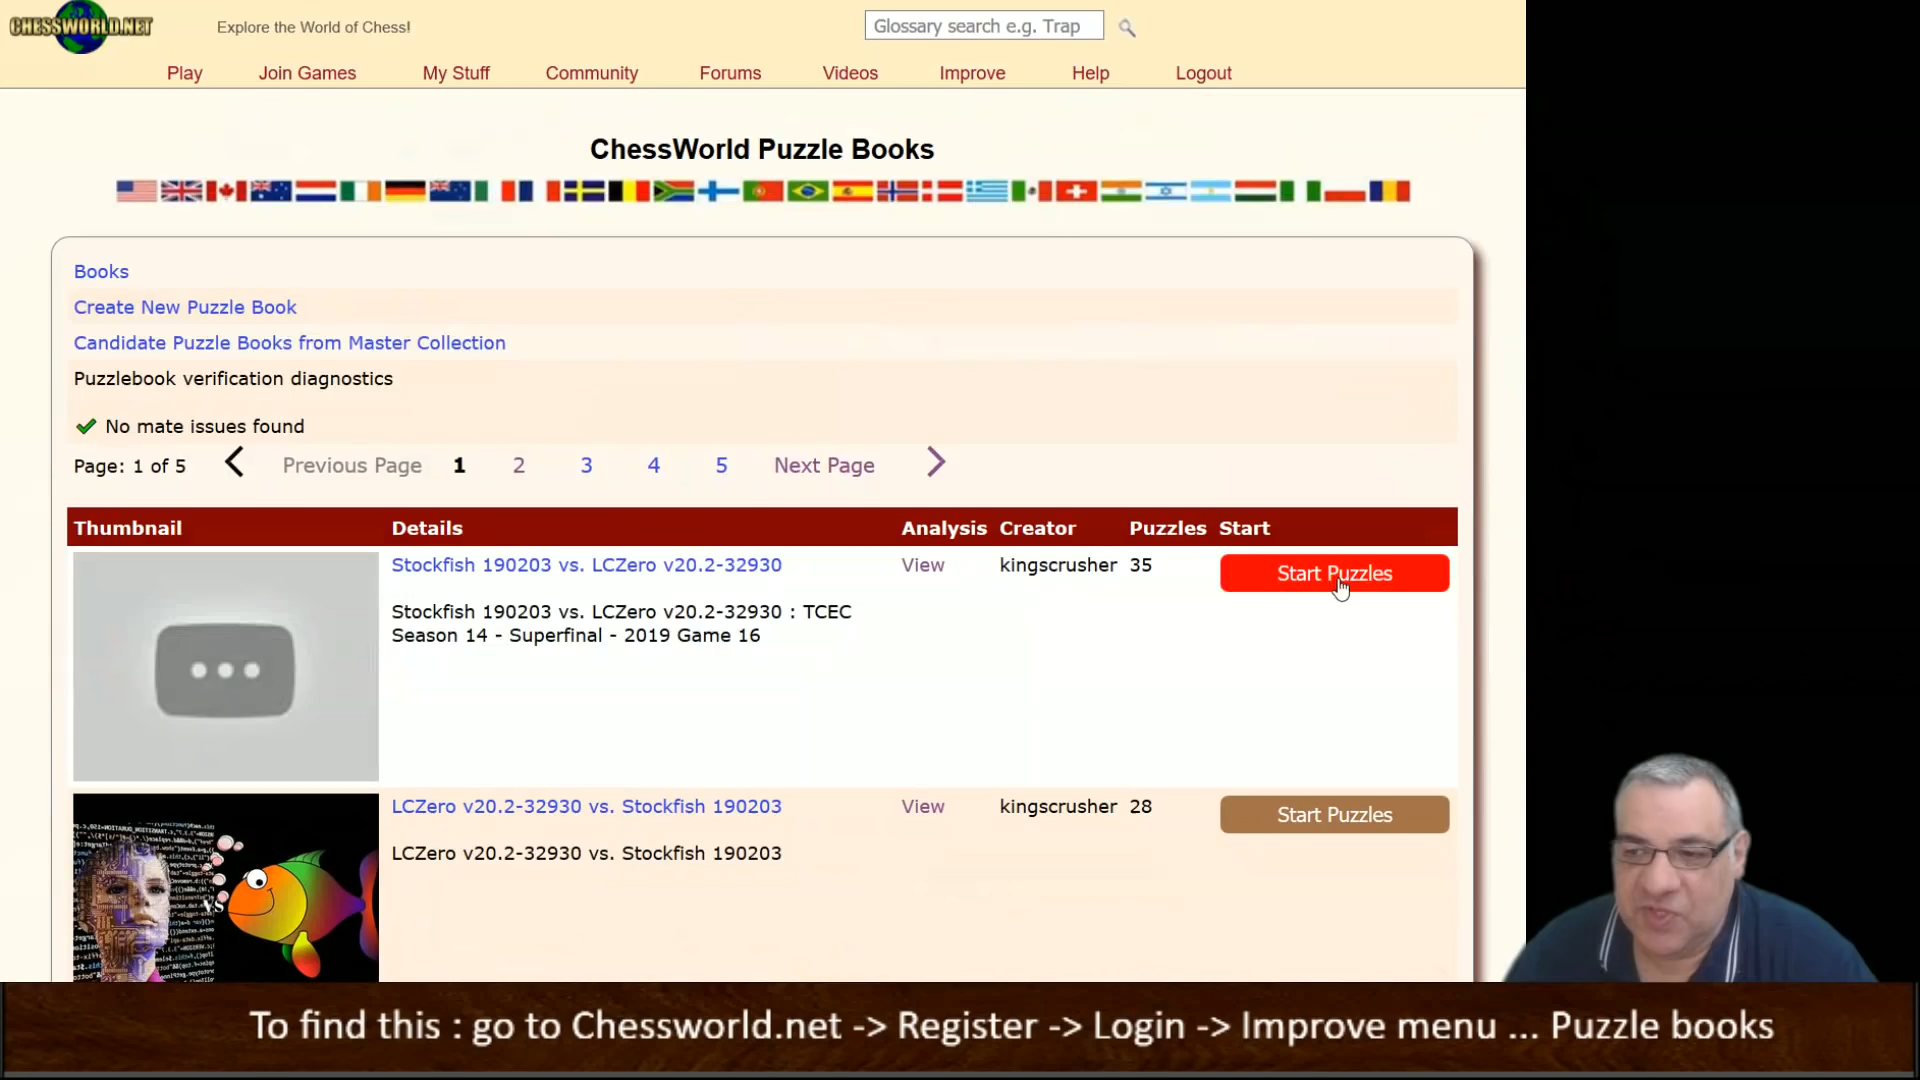 CHESSWORLD.NET
Explore the World of Chess!
Glossary search e.g. Trap
Play Join Games My Stuff Community Forums Videos Improve Help Logout
ChessWorld Puzzle Books
Books
Create New Puzzle Book
Candidate Puzzle Books from Master Collection
Puzzlebook verification diagnostics
No mate issues found
Page: 1 of 5 Previous Page 1 2 3 4 5 Next Page
Thumbnail Details Analysis Creator Puzzles Start
Stockfish 190203 vs. LCZero v20.2-32930 View kingscrusher 35 Start Puzzles
Stockfish 190203 vs. LCZero v20.2-32930 : TCEC
Season 14 - Superfinal - 2019 Game 16
LCZero v20.2-32930 vs. Stockfish 190203 View kingscrusher 28 Start Puzzles
LCZero v20.2-32930 vs. Stockfish 190203
vs
To find this : go to Chessworld.net -> Register -> Login -> Improve menu ... Puzzle books